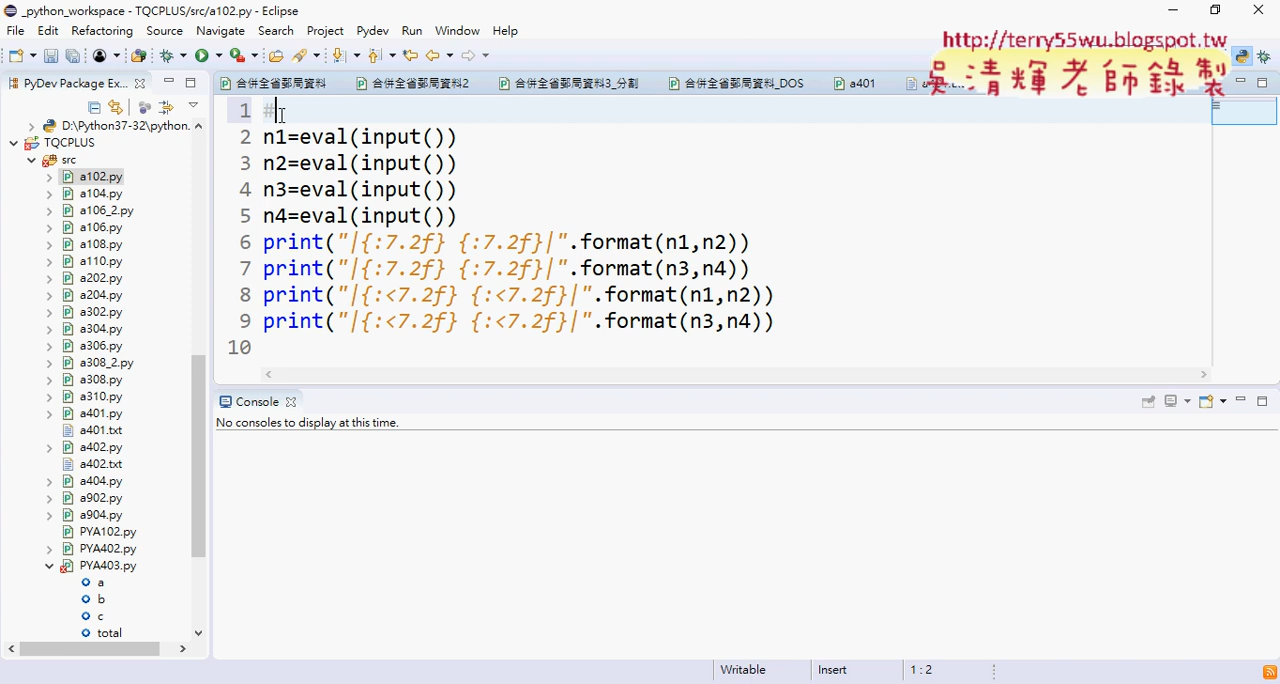 _python_workspace - TQCPLUS/src/a102.py - Eclipse
File Edit Refactoring Source Navigate Search Project Pydev Run Window Help
http://terry55wu.blogspot.tw
吳清輝老師錄製
PyDev Package Ex...
合併全省郵局資料 合併全省郵局資料2 合併全省郵局資料3_分割 合併全省郵局資料_DOS a401
D:\Python37-32\python.
TQCPLUS
src
a102.py
a104.py
a106_2.py
a106.py
a108.py
a110.py
a202.py
a204.py
a302.py
a304.py
a306.py
a308_2.py
a308.py
a310.py
a401.py
a401.txt
a402.py
a402.txt
a404.py
a902.py
a904.py
PYA102.py
PYA402.py
PYA403.py
a
b
c
total
1 #
2 n1=eval(input())
3 n2=eval(input())
4 n3=eval(input())
5 n4=eval(input())
6 print("|{:7.2f} {:7.2f}|".format(n1,n2))
7 print("|{:7.2f} {:7.2f}|".format(n3,n4))
8 print("|{:<7.2f} {:<7.2f}|".format(n1,n2))
9 print("|{:<7.2f} {:<7.2f}|".format(n3,n4))
10
Console
No consoles to display at this time.
Writable Insert 1 : 2